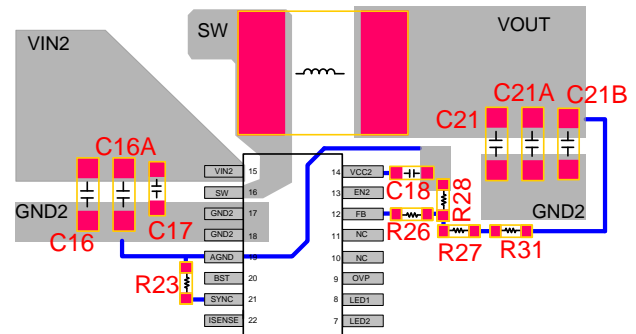 SW
VOUT
VIN2
C21
C21A
C21B
C16A
VIN2 15
14 VCC2
C18
R28
SW 16
13 EN2
GND2
GND2 17
12 FB
GND2
C16
C17
GND2 18
11 NC
R26
R27
R31
AGND 19
10 NC
R23
BST 20
9 OVP
SYNC 21
8 LED1
ISENSE 22
7 LED2